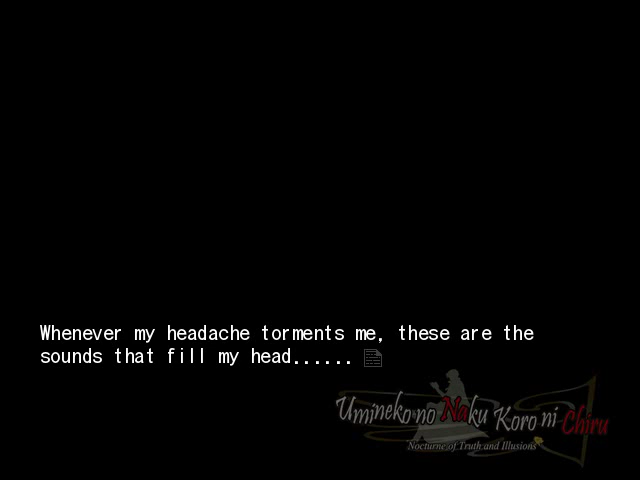 Whenever my headache torments me, these are the
sounds that fill my head......
Umineko no Naku Koro ni Chiru
Nocturne of Truth and Illusions